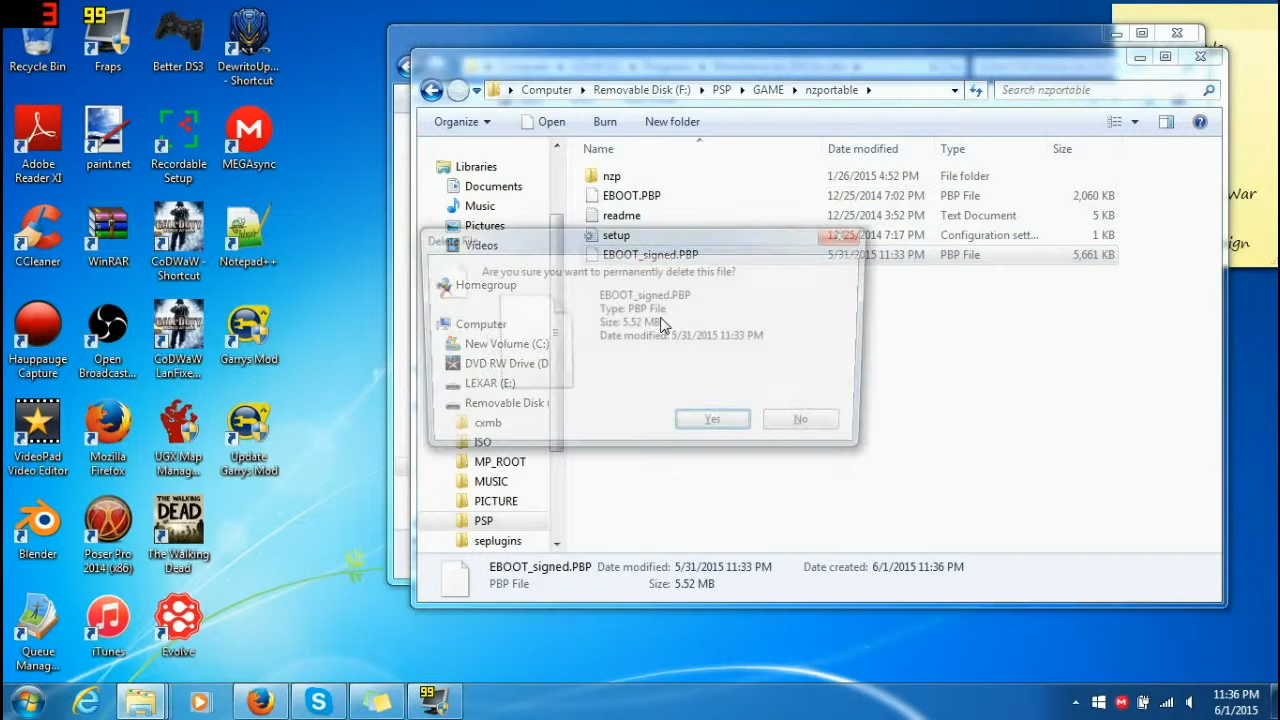 3
99
Recycle Bin
Fraps
Better DS3
DewritoUp... - Shortcut
Adobe Reader XI
paint.net
Recordable Setup
MEGAsync
CCleaner
WinRAR
CoDWaW - Shortcut
Notepad++
Hauppauge Capture
Open Broadcast...
CoDWaW LanFixe...
Garrys Mod
VideoPad Video Editor
Mozilla Firefox
UGX Map Manag...
Update Garrys Mod
Blender
Poser Pro 2014 (x86)
THE WALKING DEAD
The Walking Dead
Queue Manag...
iTunes
Evolve
War
ign
Computer Removable Disk (F:) PSP GAME nzportable
Search nzportable
Organize Open Burn New folder
Name Date modified Type Size
nzp 1/26/2015 4:52 PM File folder
EBOOT.PBP 12/25/2014 7:02 PM PBP File 2,060 KB
readme 12/25/2014 3:52 PM Text Document 5 KB
setup 12/25/2014 7:17 PM Configuration sett... 1 KB
EBOOT_signed.PBP 5/31/2015 11:33 PM PBP File 5,661 KB
Libraries
Documents
Music
Pictures
Videos
Homegroup
Computer
New Volume (C:)
DVD RW Drive (D
LEXAR (E:)
Removable Disk
cxmb
ISO
MP_ROOT
MUSIC
PICTURE
PSP
seplugins
Delete File
Are you sure you want to permanently delete this file?
EBOOT_signed.PBP
Type: PBP File
Size: 5.52 MB
Date modified: 5/31/2015 11:33 PM
Yes
No
EBOOT_signed.PBP Date modified: 5/31/2015 11:33 PM Date created: 6/1/2015 11:36 PM
PBP File Size: 5.52 MB
99
11:36 PM
6/1/2015